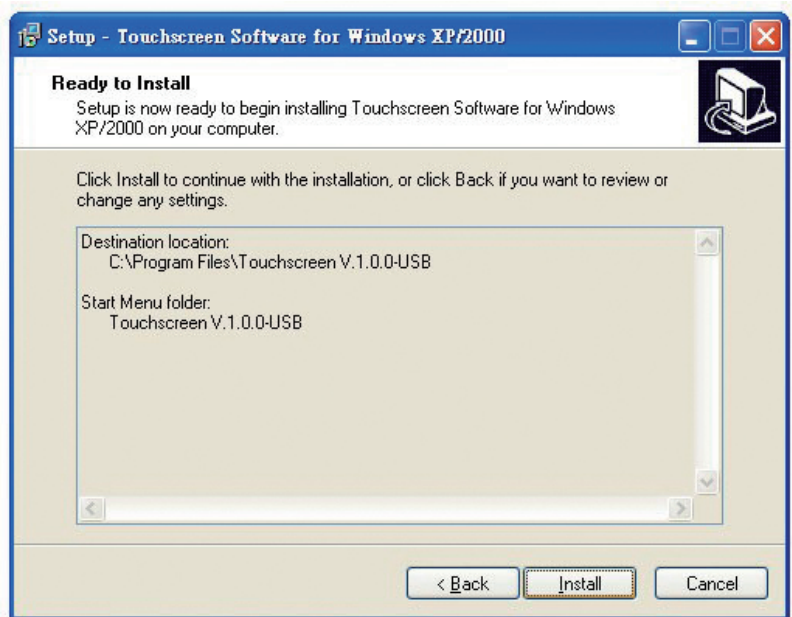 Setup - Touchscreen Software for Windows XP/2000
Ready to Install
Setup is now ready to begin installing Touchscreen Software for Windows
XP/2000 on your computer.
Click Install to continue with the installation, or click Back if you want to review or
change any settings.
Destination location:
C:\Program Files\Touchscreen V.1.0.0-USB
Start Menu folder:
Touchscreen V.1.0.0-USB
< Back
Install
Cancel